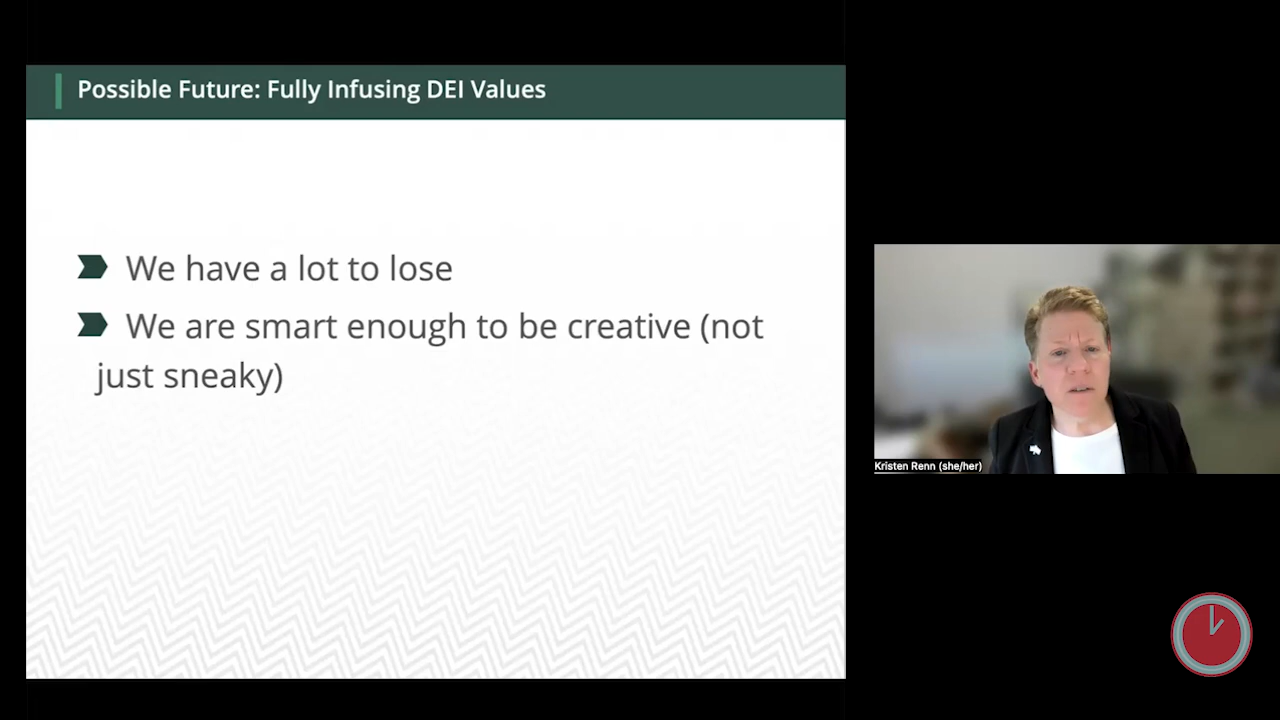 Possible Future: Fully Infusing DEI Values
We have a lot to lose
We are smart enough to be creative (not
just sneaky)
Kristen Renn (she/her)